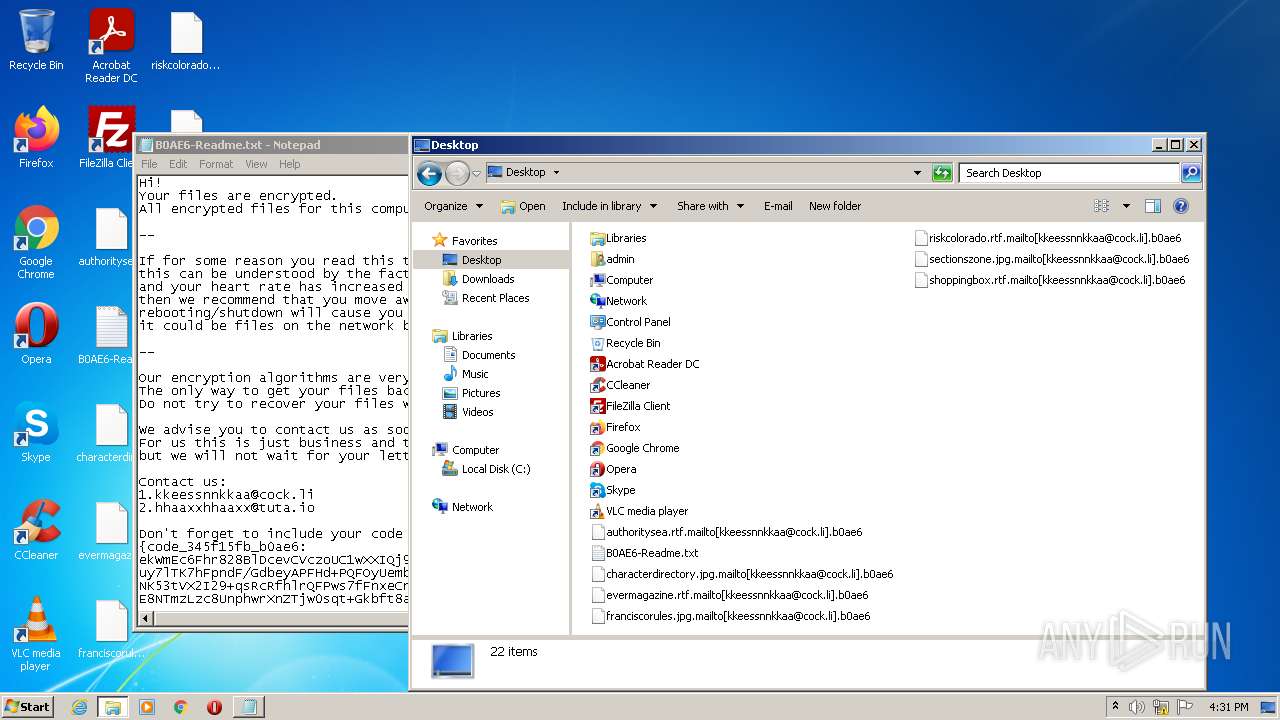 Recycle Bin
Acrobat Reader DC
riskcolorado...
Firefox
FileZilla Clie
Google Chrome
authorityse
Opera
B0AE6-Rea
Skype
characterdi
CCleaner
evermagaz
VLC media player
franciscorul...
B0AE6-Readme.txt - Notepad
File Edit Format View Help
Hi!
Your files are encrypted.
All encrypted files for this compu
--
If for some reason you read this t
this can be understood by the fact
and your heart rate has increased
then we recommend that you move aw
rebooting/shutdown will cause you
it could be files on the network b
--
Our encryption algorithms are very
The only way to get your files bac
Do not try to recover your files w
We advise you to contact us as soo
For us this is just business and t
but we will not wait for your lett
Contact us:
1.kkeessnnkkaa@cock.li
2.hhaaxxhhaaxx@tuta.io
Don't forget to include your code
{code_345f15fb_b0ae6:
Desktop
Desktop
Search Desktop
Organize Open Include in library Share with E-mail New folder
Favorites
Desktop
Downloads
Recent Places
Libraries
Documents
Music
Pictures
Videos
Computer
Local Disk (C:)
Network
Libraries
admin
Computer
Network
Control Panel
Recycle Bin
Acrobat Reader DC
CCleaner
FileZilla Client
Firefox
Google Chrome
Opera
Skype
VLC media player
authoritysea.rtf.mailto[kkeessnnkkaa@cock.li].b0ae6
B0AE6-Readme.txt
characterdirectory.jpg.mailto[kkeessnnkkaa@cock.li].b0ae6
evermagazine.rtf.mailto[kkeessnnkkaa@cock.li].b0ae6
franciscorules.jpg.mailto[kkeessnnkkaa@cock.li].b0ae6
riskcolorado.rtf.mailto[kkeessnnkkaa@cock.li].b0ae6
sectionszone.jpg.mailto[kkeessnnkkaa@cock.li].b0ae6
shoppingbox.rtf.mailto[kkeessnnkkaa@cock.li].b0ae6
22 items
ANY RUN
Start
4:31 PM